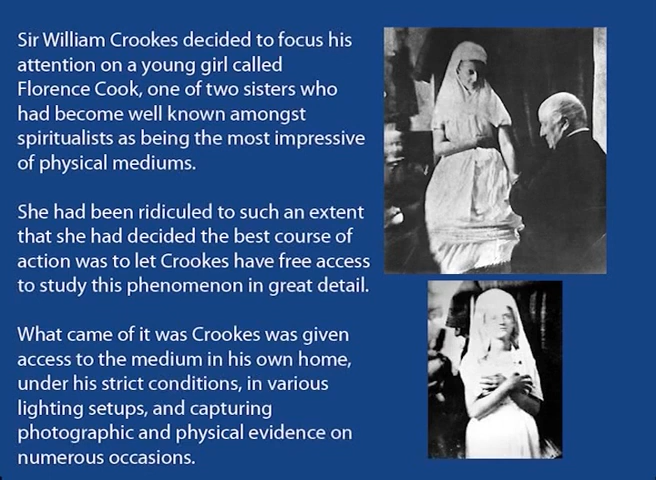 Sir William Crookes decided to focus his
attention on a young girl called
Florence Cook, one of two sisters who
had become well known amongst
spiritualists as being the most impressive
of physical mediums.
She had been ridiculed to such an extent
that she had decided the best course of
action was to let Crookes have free access
to study this phenomenon in great detail.
What came of it was Crookes was given
access to the medium in his own home,
under his strict conditions, in various
lighting setups, and capturing
photographic and physical evidence on
numerous occasions.